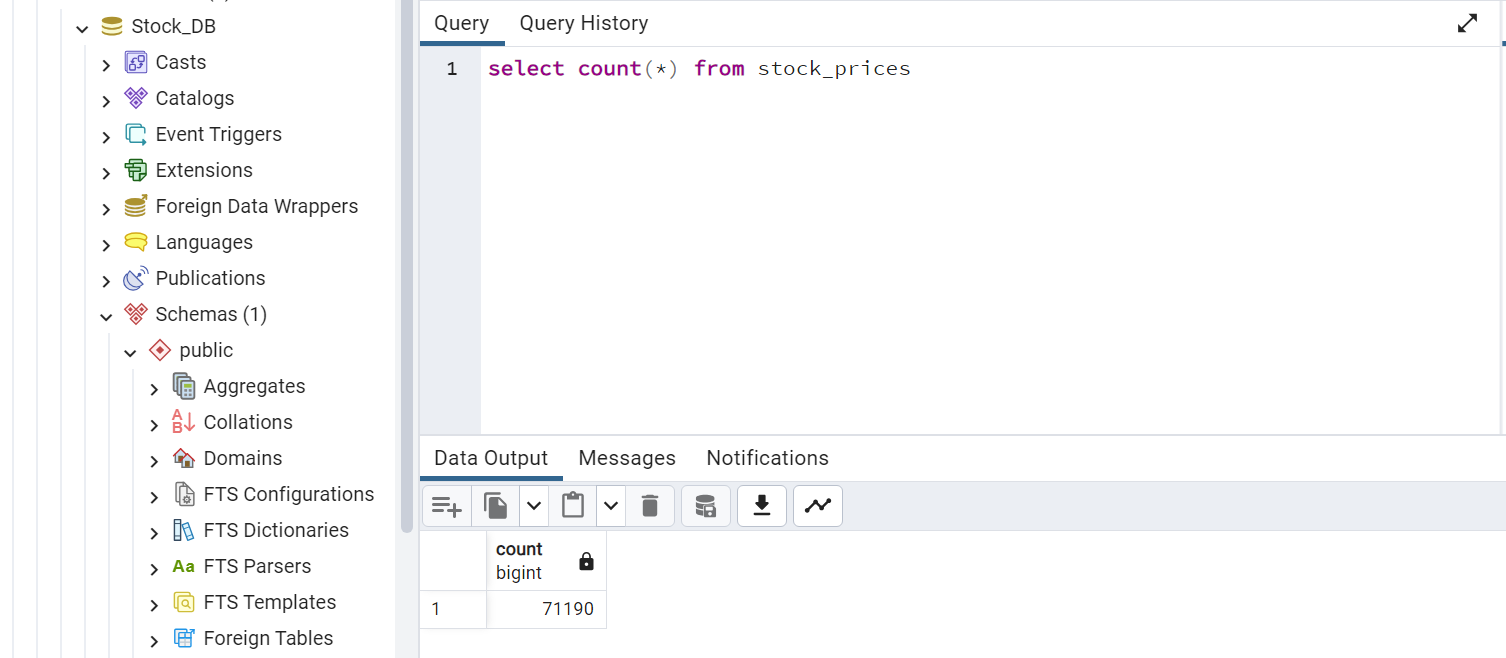 Stock_DB
Casts
Catalogs
Event Triggers
Extensions
Foreign Data Wrappers
Languages
Publications
Schemas (1)
public
Aggregates
Collations
Domains
FTS Configurations
FTS Dictionaries
Aa FTS Parsers
FTS Templates
Foreign Tables
Query Query History
1 select count(*) from stock_prices
Data Output Messages Notifications
count
bigint
1 71190